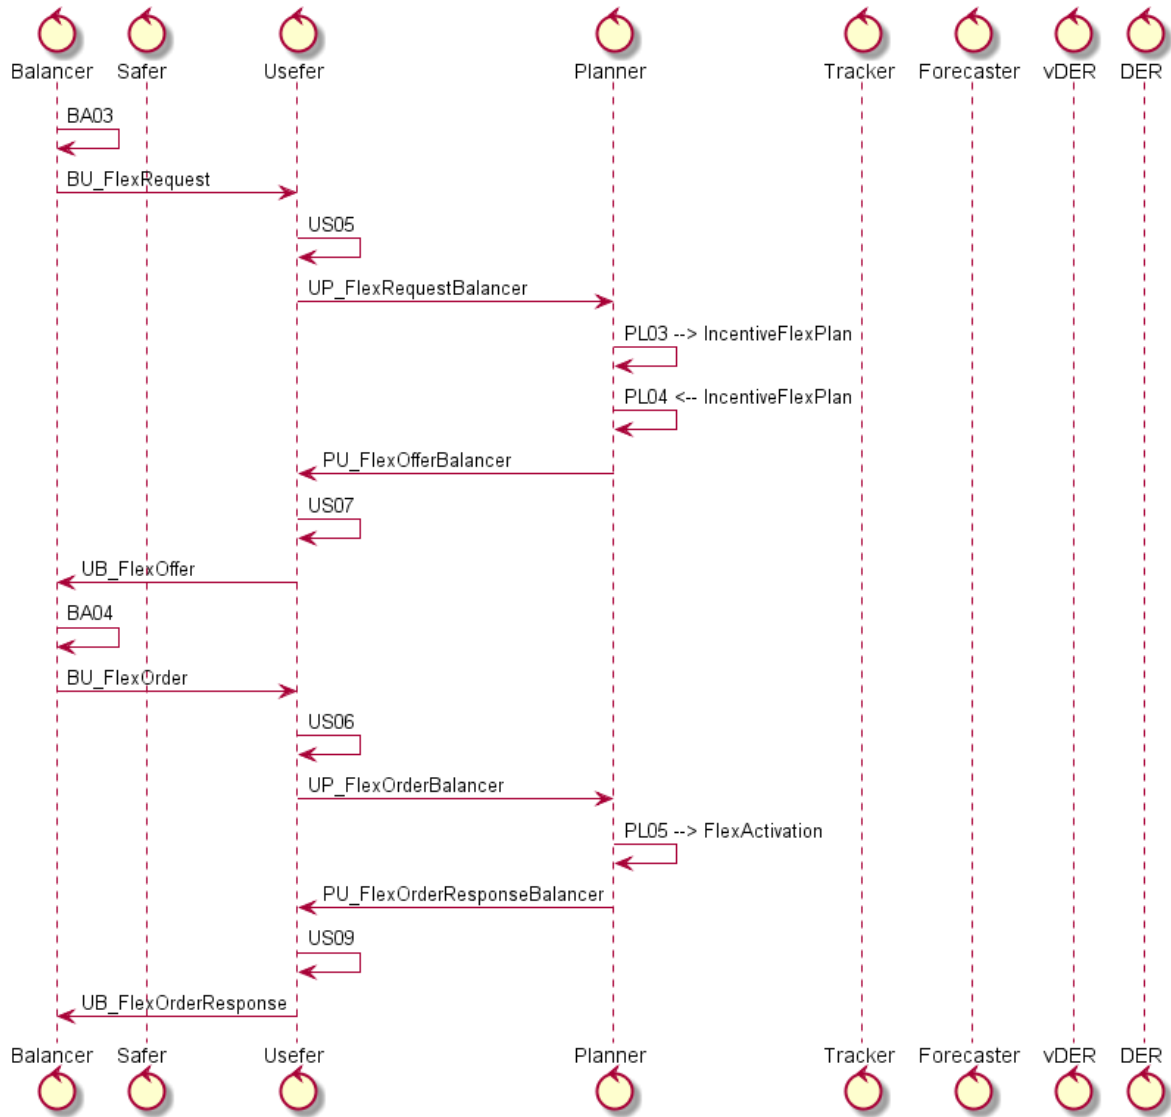 Balancer Safer Usefer Planner Tracker Forecaster vDER DER
BA03
BU_FlexRequest
US05
UP_FlexRequestBalancer
PL03 --> IncentiveFlexPlan
PL04 <-- IncentiveFlexPlan
PU_FlexOfferBalancer
US07
UB_FlexOffer
BA04
BU_FlexOrder
US06
UP_FlexOrderBalancer
PL05 --> FlexActivation
PU_FlexOrderResponseBalancer
US09
UB_FlexOrderResponse
Balancer Safer Usefer Planner Tracker Forecaster vDER DER